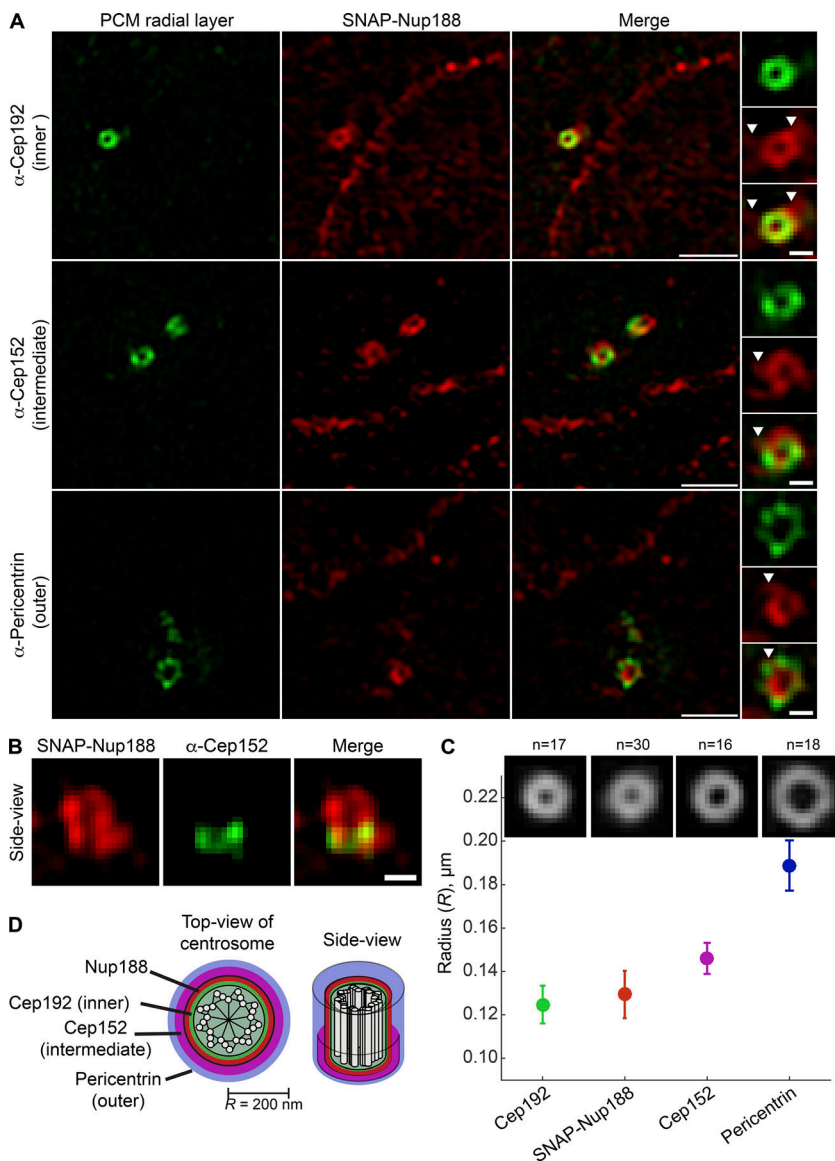 A
PCM radial layer
SNAP-Nup188
Merge
α-Cep192
(inner)
α-Cep152
(intermediate)
α-Pericentrin
(outer)
B
SNAP-Nup188
α-Cep152
Merge
Side-view
C
n=17
n=30
n=16
n=18
Radius (R), µm
0.22
0.20
0.18
0.16
0.14
0.12
0.10
Cep192
SNAP-Nup188
Cep152
Pericentrin
D
Top-view of
centrosome
Side-view
Nup188
Cep192 (inner)
Cep152
(intermediate)
Pericentrin
(outer)
R = 200 nm